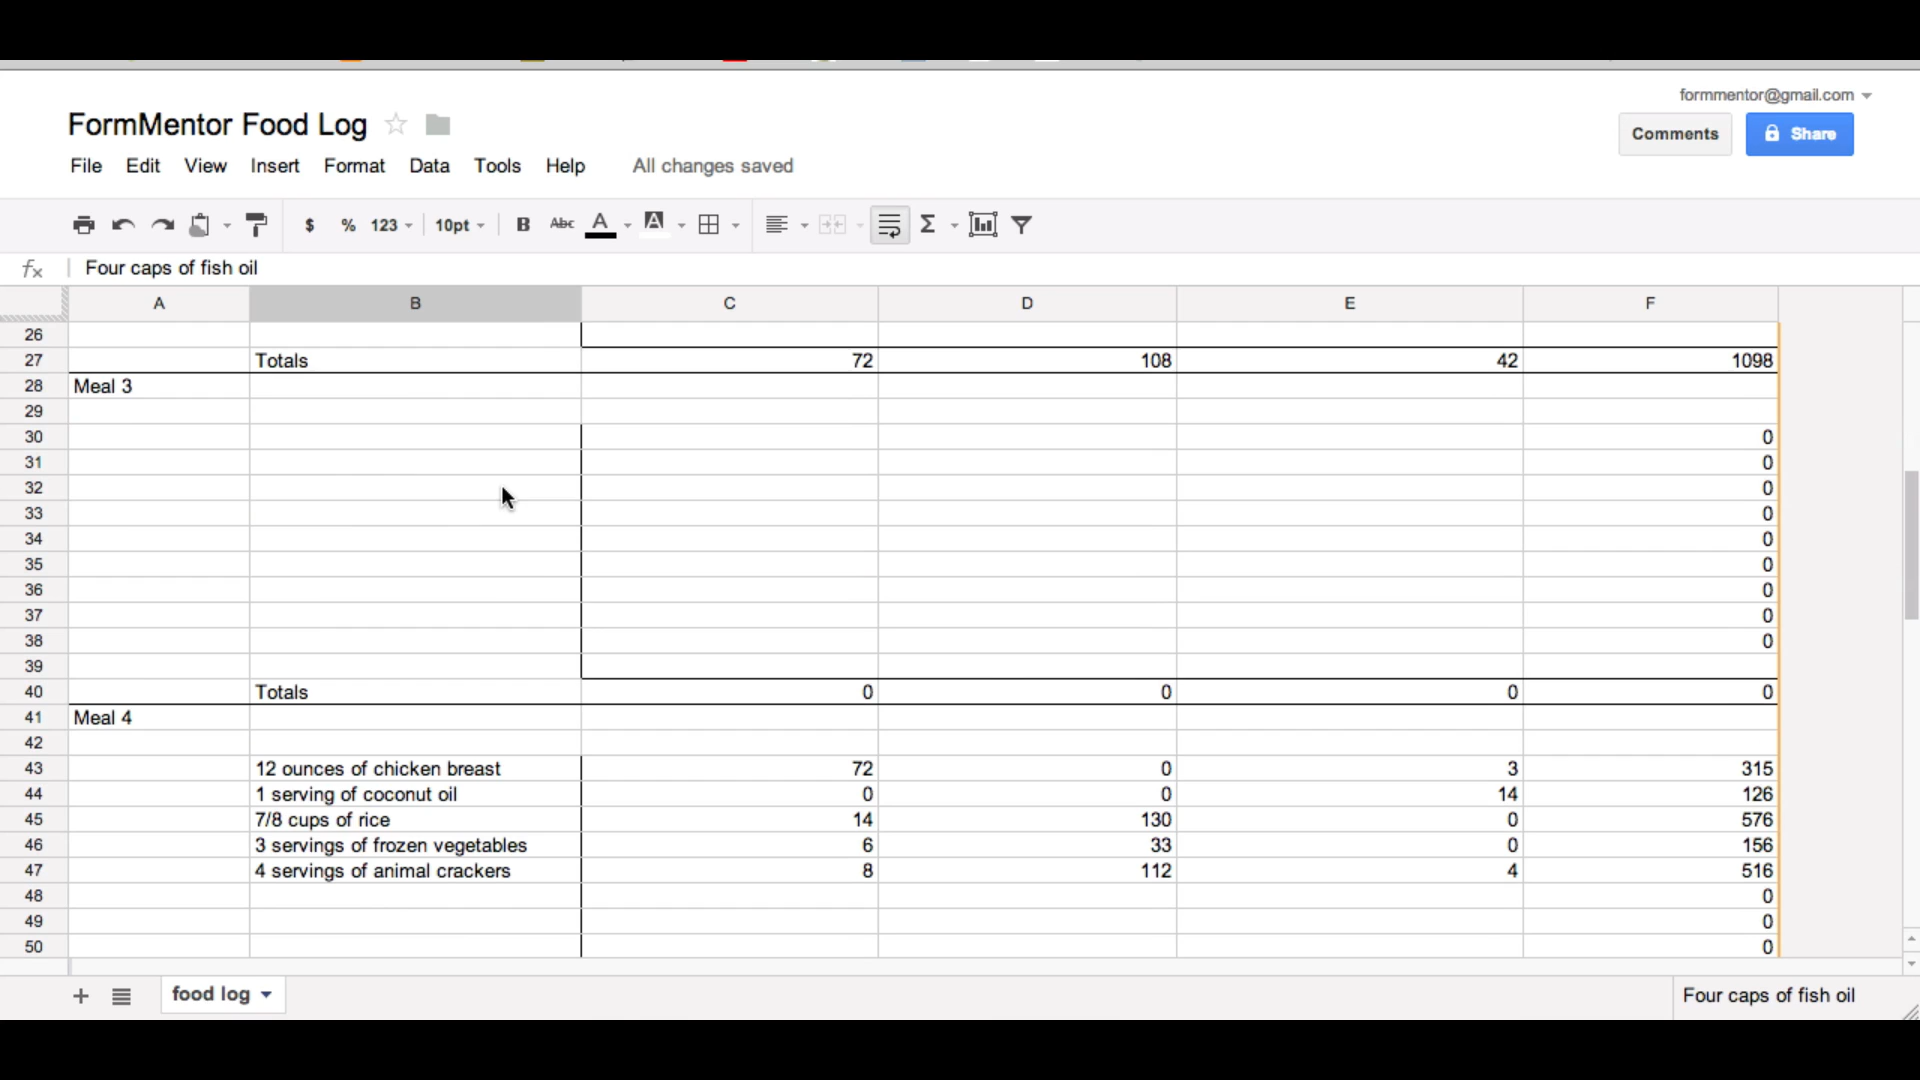 formmentor@gmail.com
FormMentor Food Log
Comments
Share
File Edit View Insert Format Data Tools Help All changes saved
$ % 123 10pt B Abc A A Σ
fx Four caps of fish oil
A B C D E F
26
27 Totals 72 108 42 1098
28 Meal 3
29
30 0
31 0
32 0
33 0
34 0
35 0
36 0
37 0
38 0
39
40 Totals 0 0 0 0
41 Meal 4
42
43 12 ounces of chicken breast 72 0 3 315
44 1 serving of coconut oil 0 0 14 126
45 7/8 cups of rice 14 130 0 576
46 3 servings of frozen vegetables 6 33 0 156
47 4 servings of animal crackers 8 112 4 516
48 0
49 0
50 0
food log
Four caps of fish oil